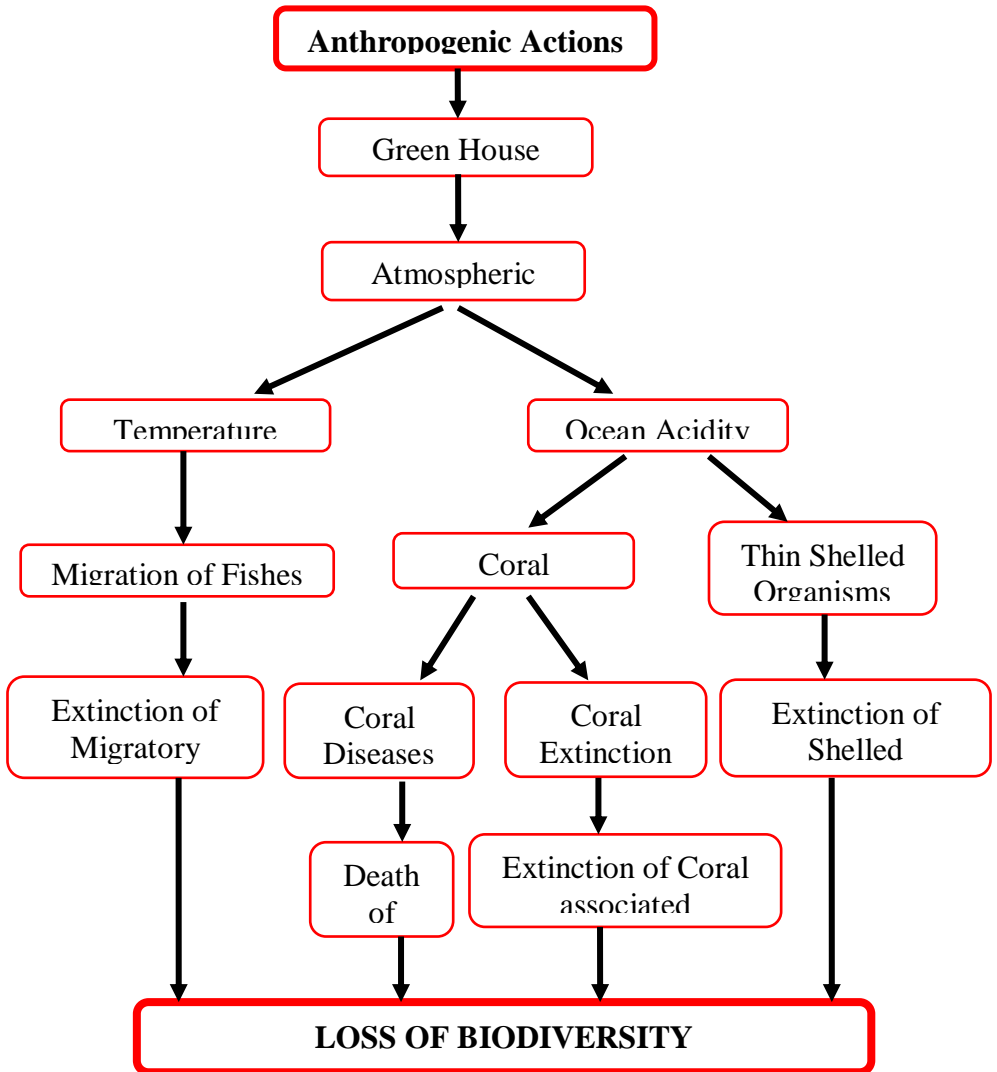 Anthropogenic Actions
Green House
Atmospheric
Temperature
Ocean Acidity
Migration of Fishes
Coral
Thin Shelled
Organisms
Extinction of
Migratory
Coral
Diseases
Coral
Extinction
Extinction of
Shelled
Death
of
Extinction of Coral
associated
LOSS OF BIODIVERSITY